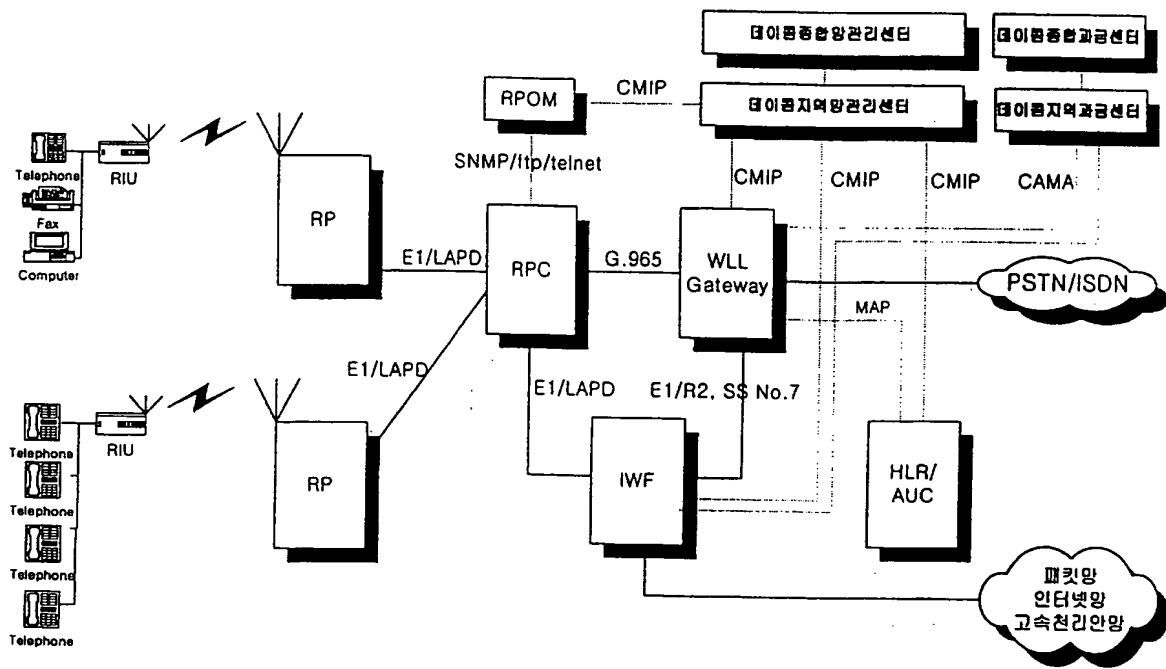 데이콤종합망관리센터
데이콤종합과금센터
RPOM
CMIP
데이콤지역망관리센터
데이콤지역과금센터
Telephone
RIU
SNMP/ftp/telnet
CMIP
CMIP
CMIP
CAMA
Fax
Computer
RP
E1/LAPD
RPC
G.965
WLL
Gateway
PSTN/ISDN
MAP
E1/LAPD
E1/LAPD
E1/R2, SS No.7
Telephone
RIU
Telephone
Telephone
Telephone
RP
IWF
HLR/
AUC
패킷망
인터넷망
고속천리안망